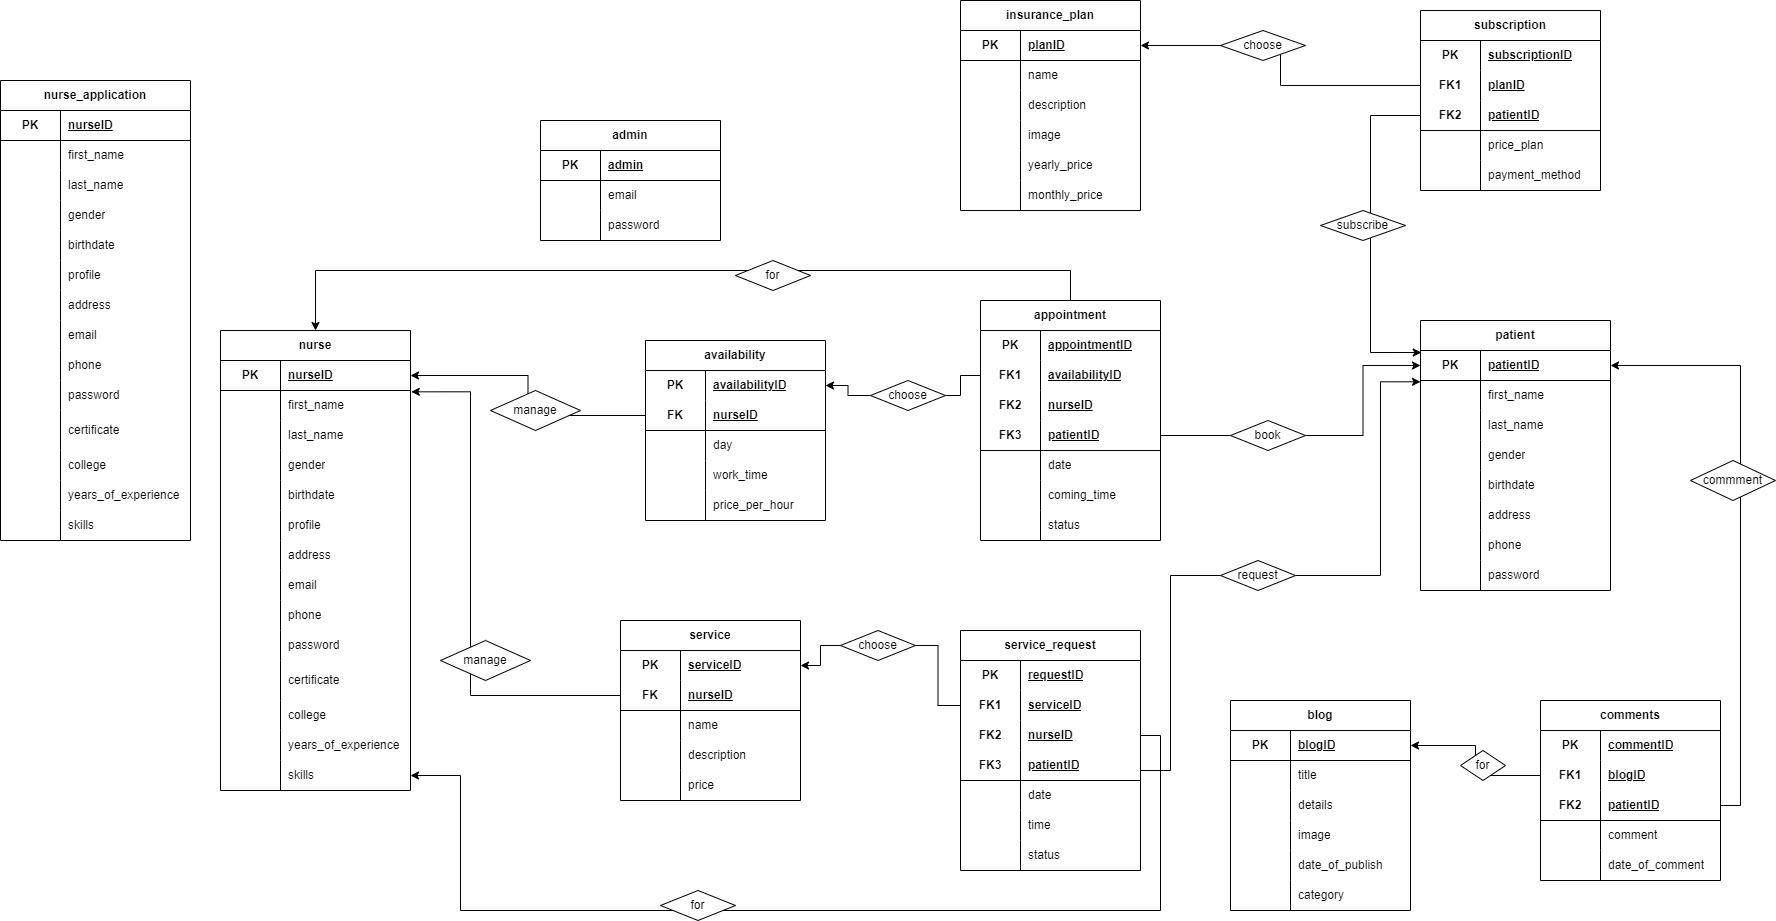 insurance_plan
PK planID
name
description
image
yearly_price
monthly_price
choose
subscription
PK subscriptionID
FK1 planID
FK2 patientID
price_plan
payment_method
nurse_application
PK nurseID
first_name
last_name
gender
birthdate
profile
address
email
phone
password
certificate
college
years_of_experience
skills
admin
PK admin
email
password
subscribe
for
nurse
PK nurseID
first_name
last_name
gender
birthdate
profile
address
email
phone
password
certificate
college
years_of_experience
skills
manage
availability
PK availabilityID
FK nurseID
day
work_time
price_per_hour
choose
appointment
PK appointmentID
FK1 availabilityID
FK2 nurseID
FK3 patientID
date
coming_time
status
book
patient
PK patientID
first_name
last_name
gender
birthdate
address
phone
password
commment
request
manage
service
PK serviceID
FK nurseID
name
description
price
choose
service_request
PK requestID
FK1 serviceID
FK2 nurseID
FK3 patientID
date
time
status
blog
PK blogID
title
details
image
date_of_publish
category
for
comments
PK commentID
FK1 blogID
FK2 patientID
comment
date_of_comment
for